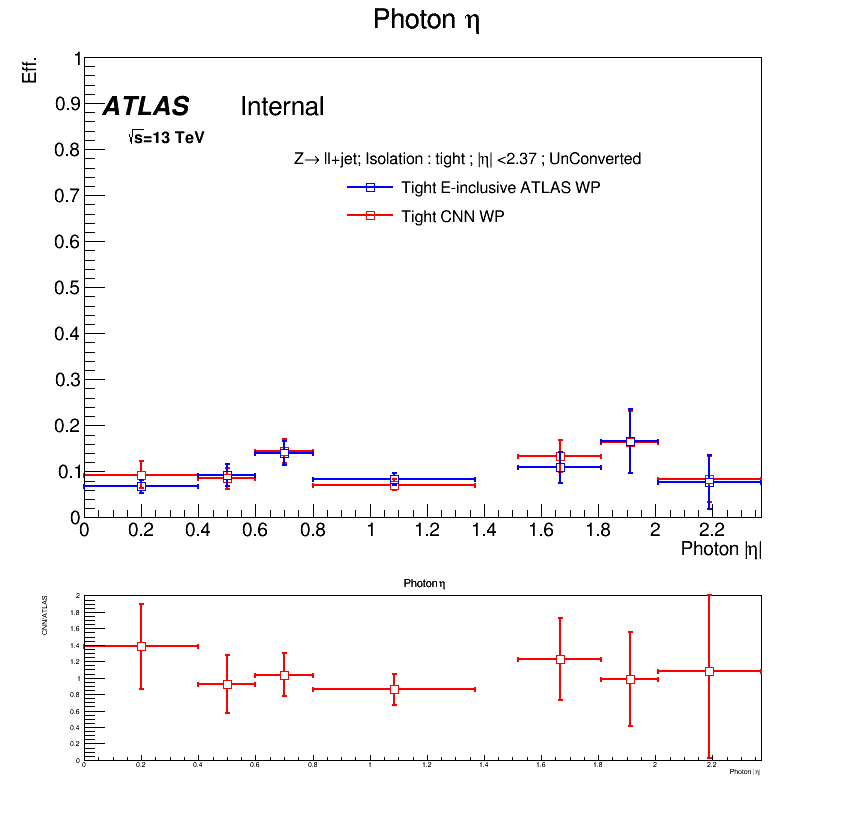 Photon η
Eff.
1
0.9
ATLAS Internal
√s=13 TeV
0.8
Z→ ll+jet; Isolation : tight ; |η| <2.37 ; UnConverted
0.7
Tight E-inclusive ATLAS WP
Tight CNN WP
0.6
0.5
0.4
0.3
0.2
0.1
0
0 0.2 0.4 0.6 0.8 1 1.2 1.4 1.6 1.8 2 2.2
Photon |η|
Photon η
CNN/ATLAS
2
1.8
1.6
1.4
1.2
1
0.8
0.6
0.4
0.2
0
0 0.2 0.4 0.6 0.8 1 1.2 1.4 1.6 1.8 2 2.2
Photon |η|